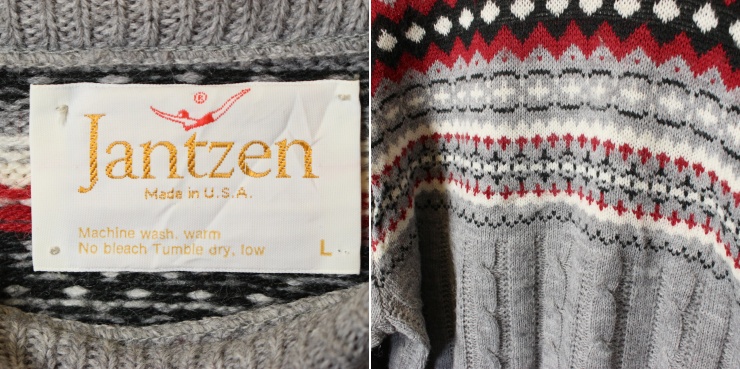 ®
Jantzen
Made in U.S.A.
Machine wash, warm
No bleach Tumble dry, low
L